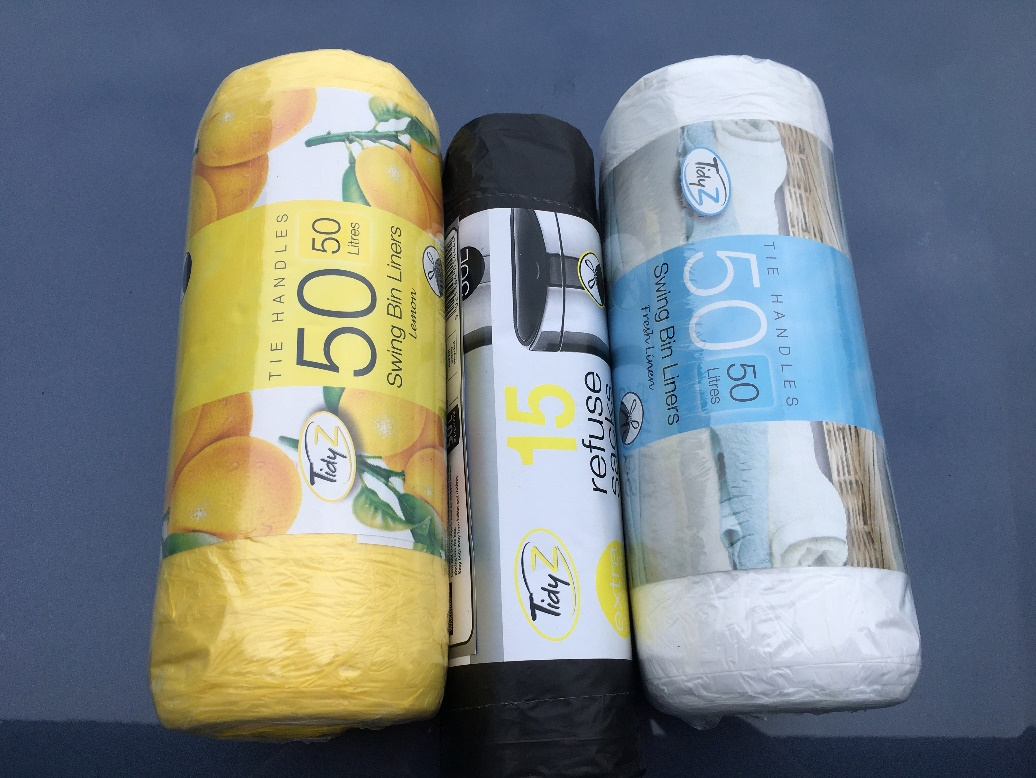 TIE HANDLES
50
50
Litres
Swing Bin Liners
Lemon
TidyZ
15
refuse
sacks
TidyZ
extra
TidyZ
TIE HANDLES
50
50
Litres
Swing Bin Liners
Fresh Linen